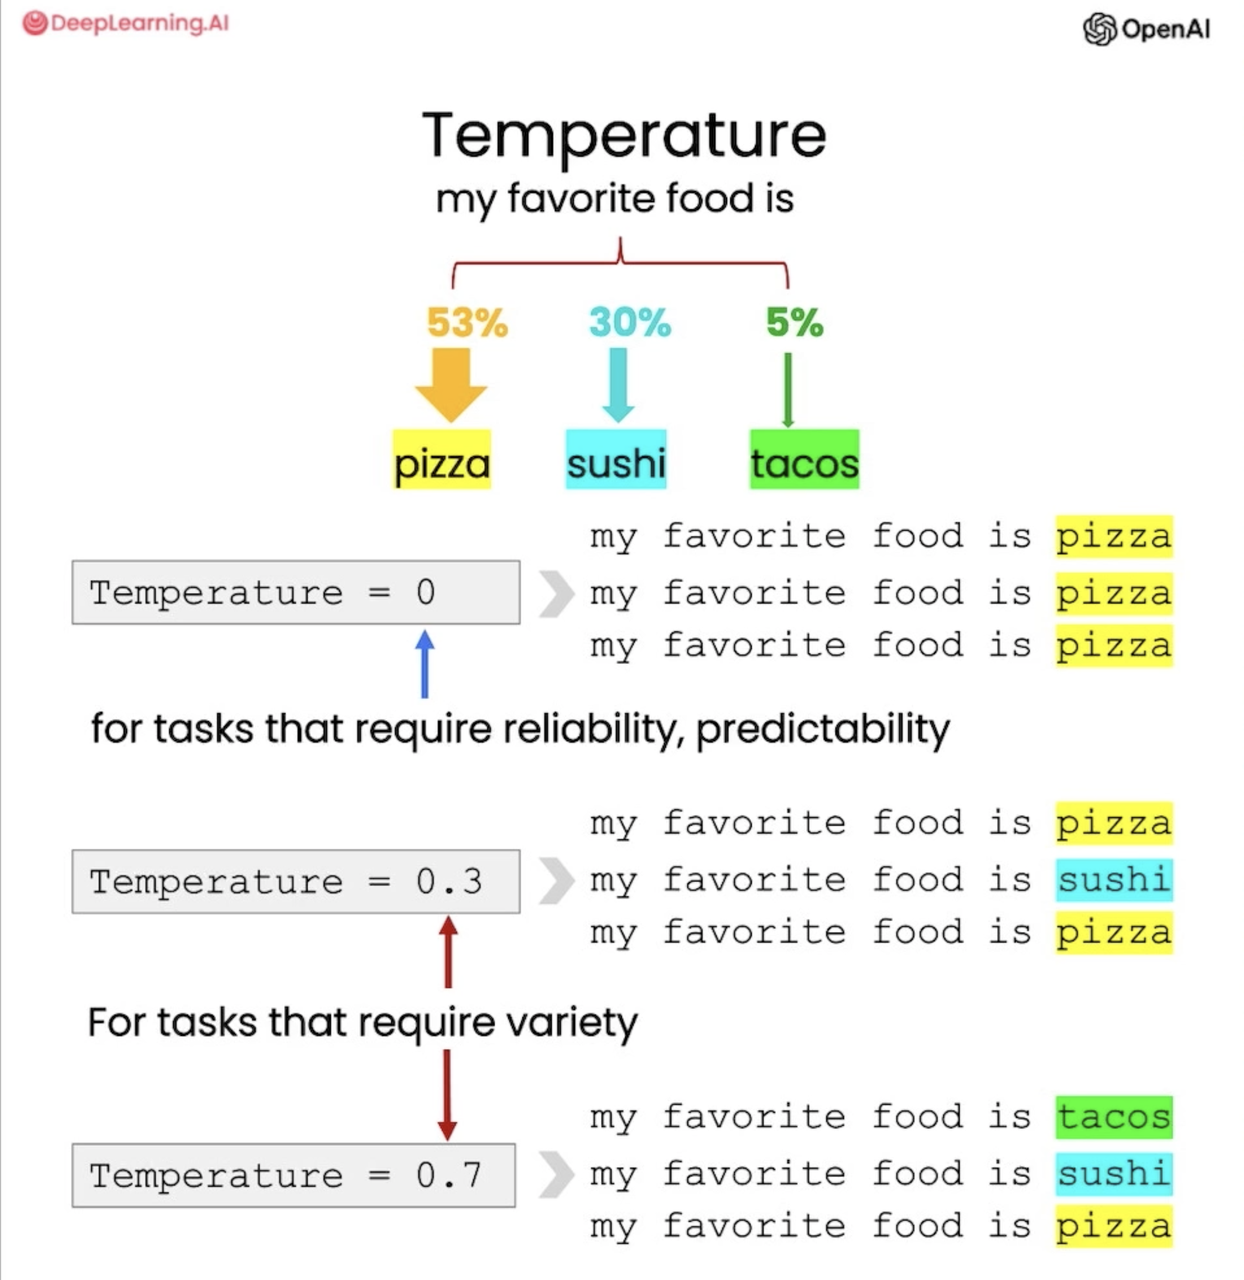 DeepLearning.AI
OpenAI
Temperature
my favorite food is
53% 30% 5%
pizza sushi tacos
my favorite food is pizza
Temperature = 0
my favorite food is pizza
my favorite food is pizza
for tasks that require reliability, predictability
my favorite food is pizza
Temperature = 0.3
my favorite food is sushi
my favorite food is pizza
For tasks that require variety
my favorite food is tacos
Temperature = 0.7
my favorite food is sushi
my favorite food is pizza